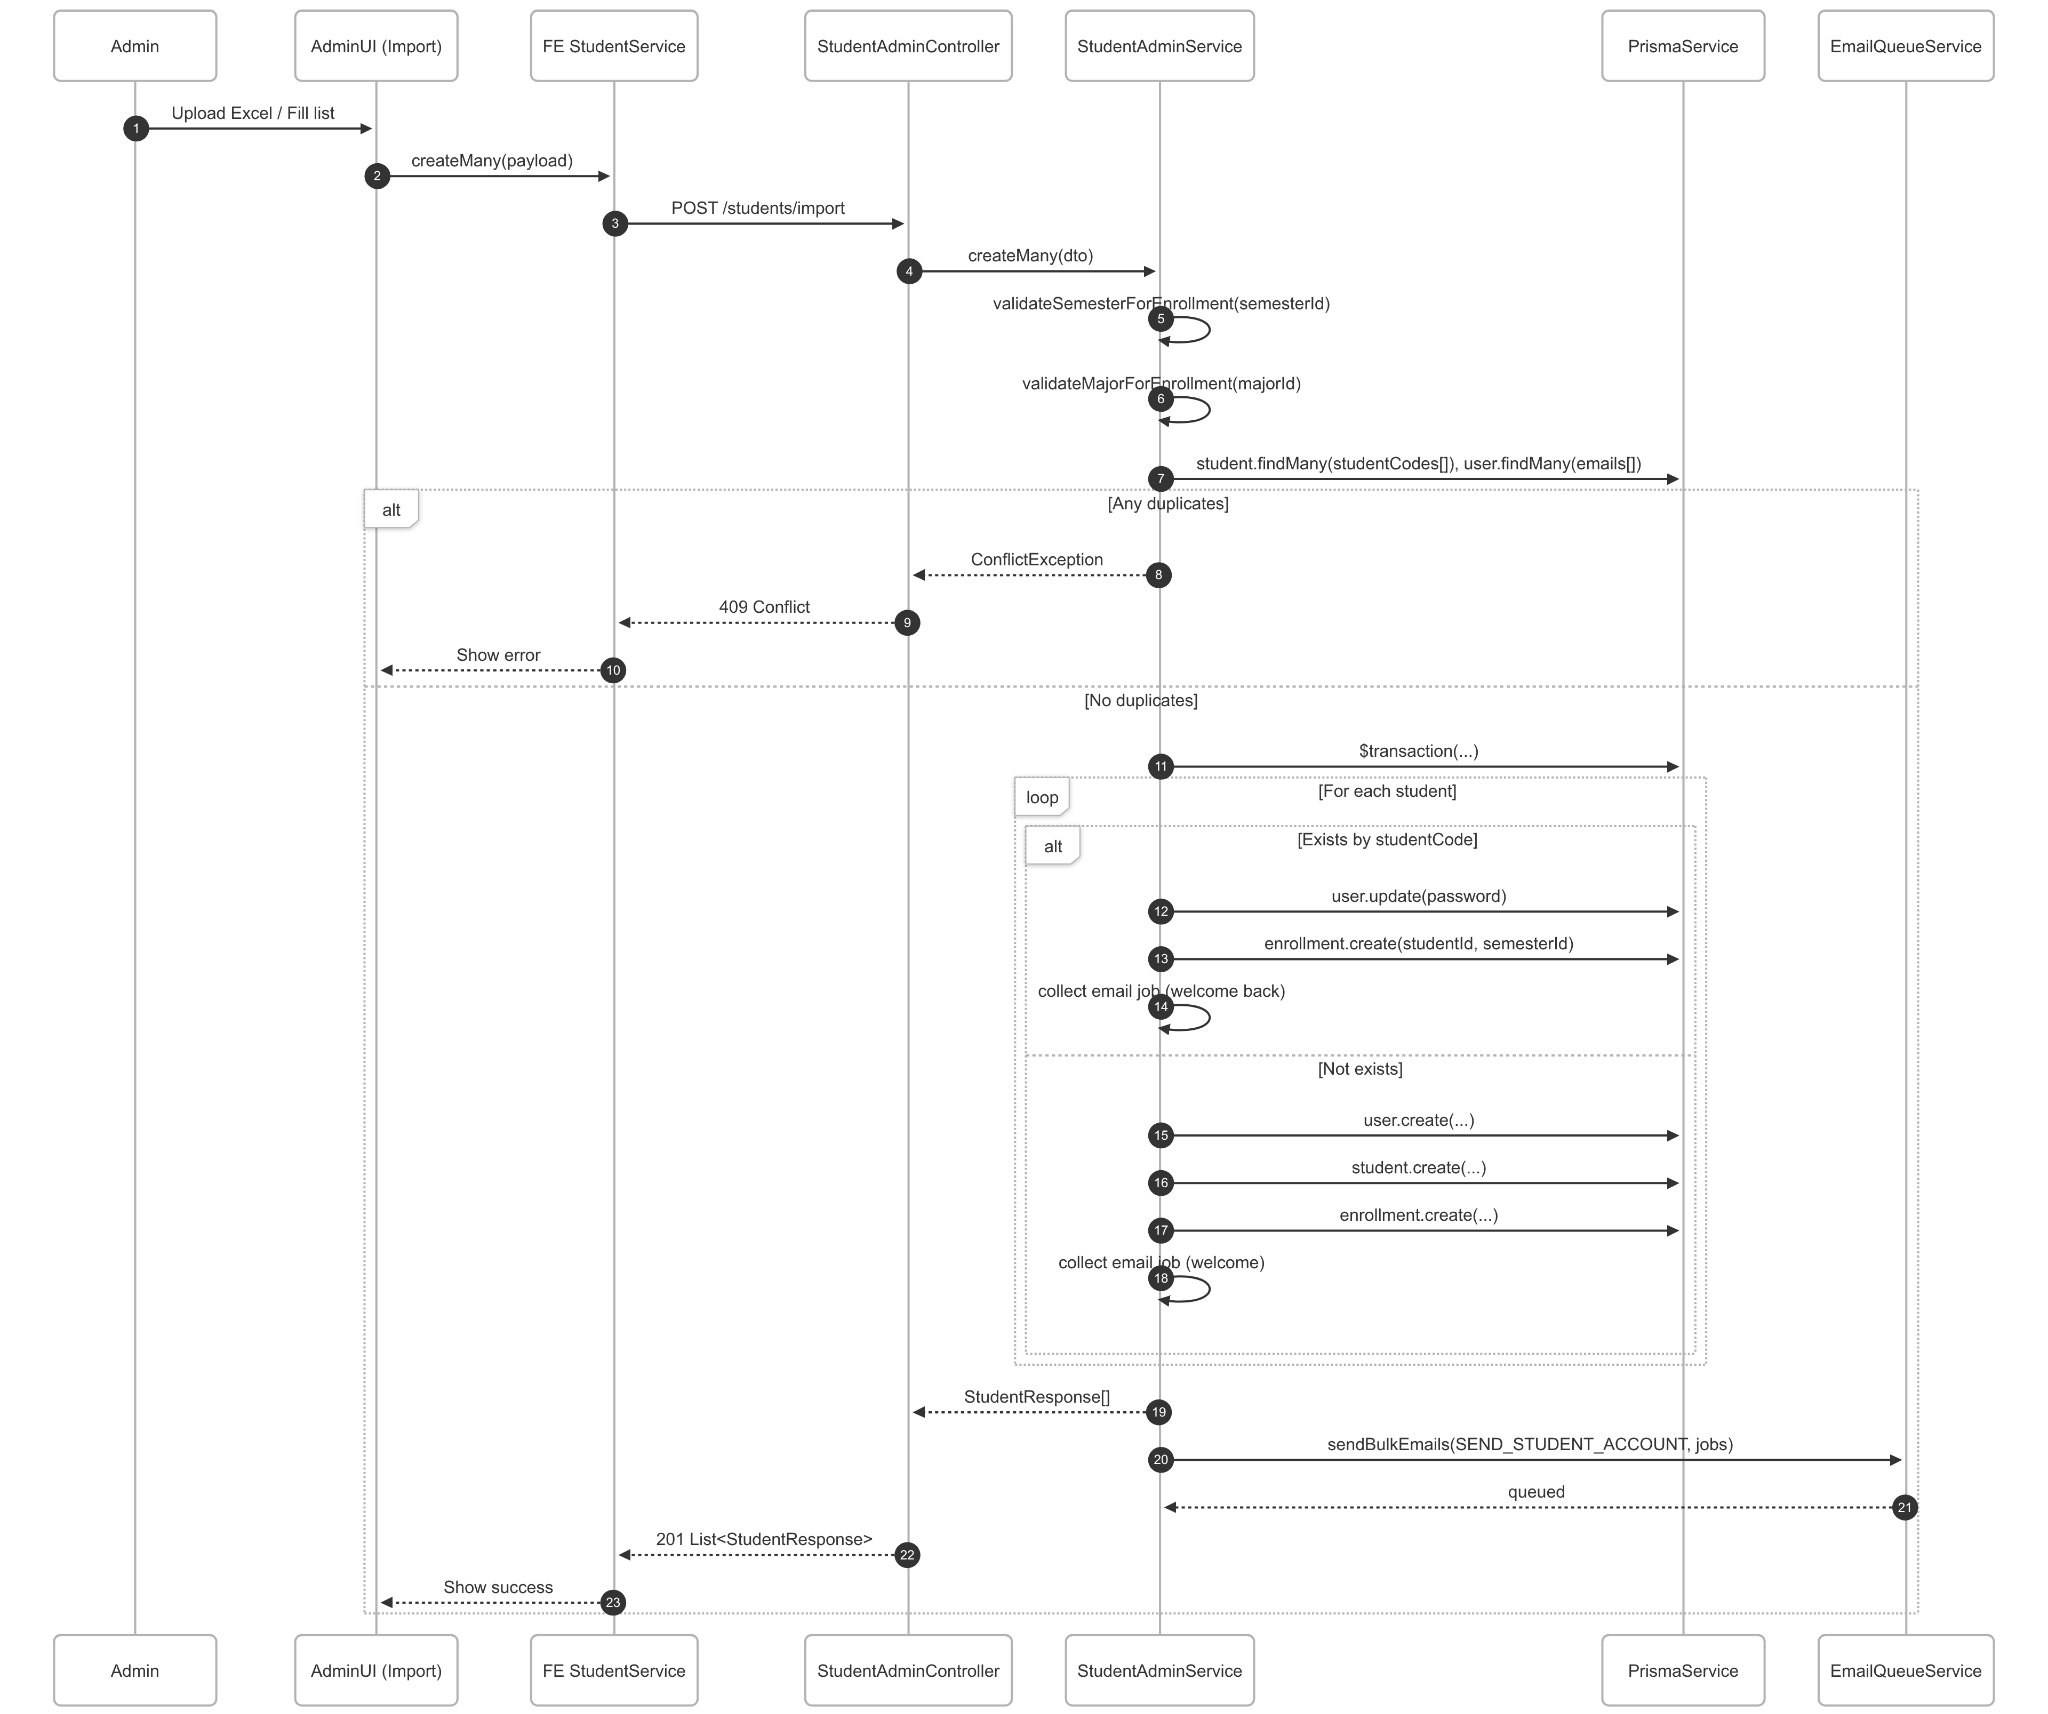 Admin
AdminUI (Import)
FE StudentService
StudentAdminController
StudentAdminService
PrismaService
EmailQueueService
Upload Excel / Fill list
1
createMany(payload)
2
POST /students/import
3
createMany(dto)
4
validateSemesterForEnrollment(semesterId)
5
validateMajorForEnrollment(majorId)
6
student.findMany(studentCodes[]), user.findMany(emails[])
7
alt
[Any duplicates]
ConflictException
8
409 Conflict
9
Show error
10
[No duplicates]
$transaction(...)
11
loop
[For each student]
alt
[Exists by studentCode]
user.update(password)
12
enrollment.create(studentId, semesterId)
13
collect email job (welcome back)
14
[Not exists]
user.create(...)
15
student.create(...)
16
enrollment.create(...)
17
collect email job (welcome)
18
StudentResponse[]
19
sendBulkEmails(SEND_STUDENT_ACCOUNT, jobs)
20
queued
21
201 List<StudentResponse>
22
Show success
23
Admin
AdminUI (Import)
FE StudentService
StudentAdminController
StudentAdminService
PrismaService
EmailQueueService